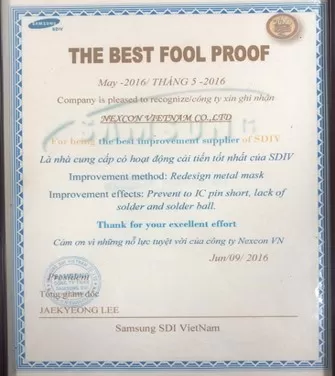 SAMSUNG
SDIV
THE BEST FOOL PROOF
May -2016/ THÁNG 5 -2016
Company is pleased to recognize/công ty xin ghi nhận
NEXCON VIETNAM CO.,LTD
For being the best improvement supplier of SDIV
Là nhà cung cấp có hoạt động cải tiến tốt nhất của SDIV
Improvement method: Redesign metal mask
Improvement effects: Prevent to IC pin short, lack of
solder and solder ball.
Thank for your excellent effort
Cám ơn vì những nỗ lực tuyệt vời của công ty Nexcon VN
Jun/09/ 2016
President
Tổng giám đốc
JAEKYEONG LEE
Samsung SDI VietNam